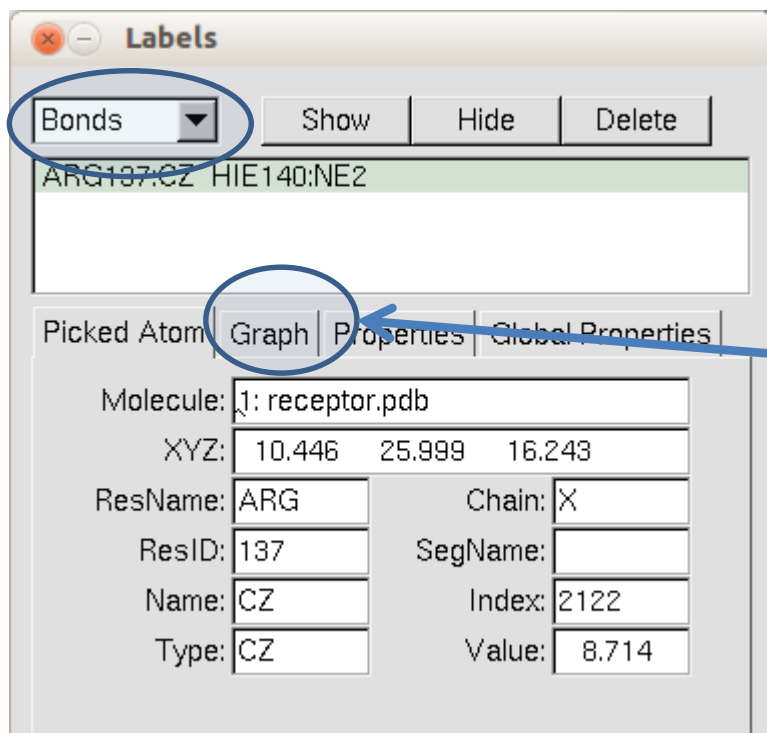 Labels
Bonds Show Hide Delete
ARG137:CZ HIE140:NE2
Picked Atom Graph Properties Global Properties
Molecule: 1: receptor.pdb
XYZ: 10.446 25.999 16.243
ResName: ARG Chain: X
ResID: 137 SegName:
Name: CZ Index: 2122
Type: CZ Value: 8.714